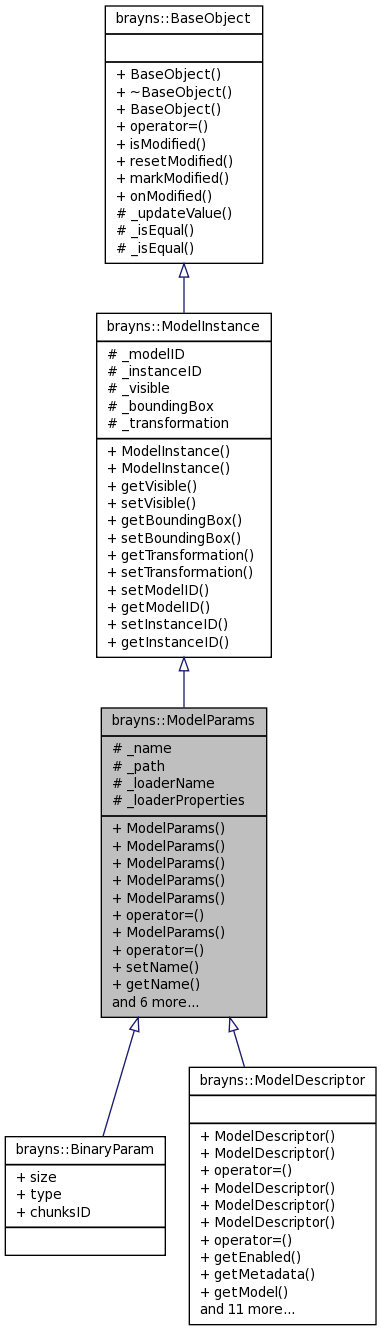 brayns::BaseObject
+ BaseObject()
+ ~BaseObject()
+ BaseObject()
+ operator=()
+ isModified()
+ resetModified()
+ markModified()
+ onModified()
# _updateValue()
# _isEqual()
# _isEqual()
brayns::ModelInstance
# _modelID
# _instanceID
# _visible
# _boundingBox
# _transformation
+ ModelInstance()
+ ModelInstance()
+ getVisible()
+ setVisible()
+ getBoundingBox()
+ setBoundingBox()
+ getTransformation()
+ setTransformation()
+ setModelID()
+ getModelID()
+ setInstanceID()
+ getInstanceID()
brayns::ModelParams
# _name
# _path
# _loaderName
# _loaderProperties
+ ModelParams()
+ ModelParams()
+ ModelParams()
+ ModelParams()
+ ModelParams()
+ operator=()
+ ModelParams()
+ operator=()
+ setName()
+ getName()
and 6 more...
brayns::BinaryParam
+ size
+ type
+ chunksID
brayns::ModelDescriptor
+ ModelDescriptor()
+ ModelDescriptor()
+ operator=()
+ ModelDescriptor()
+ ModelDescriptor()
+ ModelDescriptor()
+ operator=()
+ getEnabled()
+ getMetadata()
+ getModel()
and 11 more...